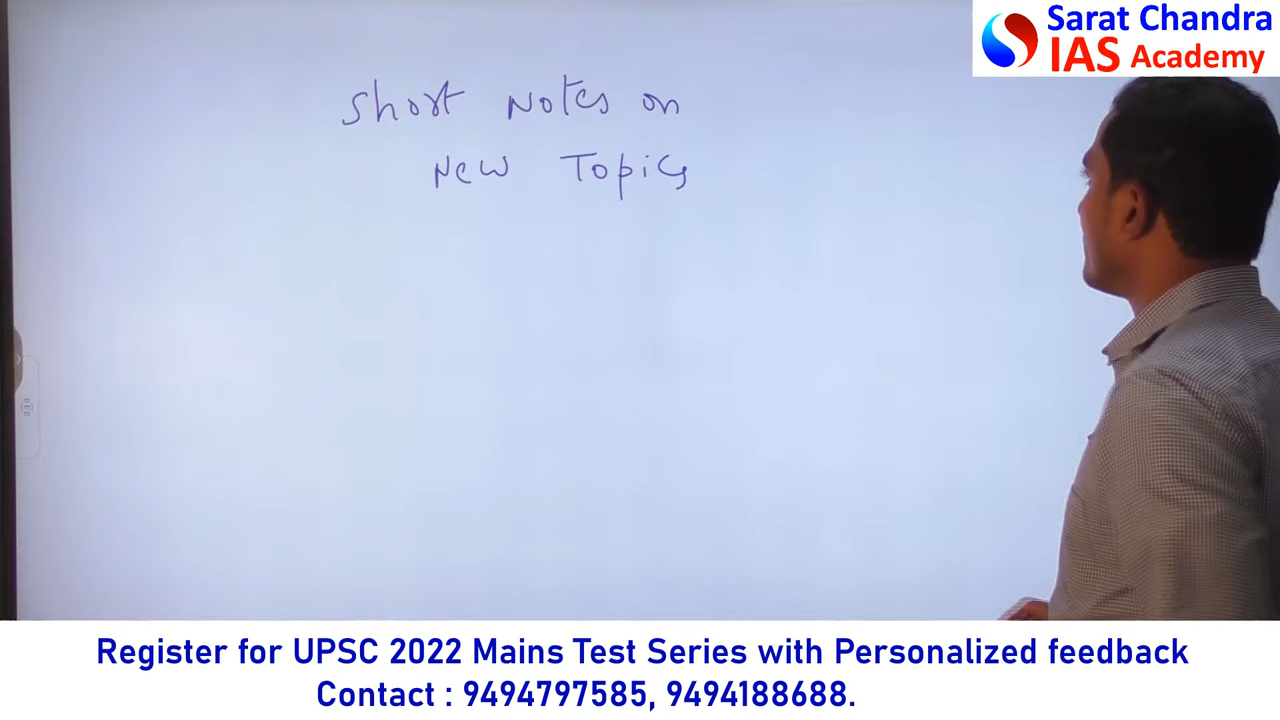 Sarat Chandra
IAS Academy
Short Notes on
New Topics
Register for UPSC 2022 Mains Test Series with Personalized feedback
Contact : 9494797585, 9494188688.